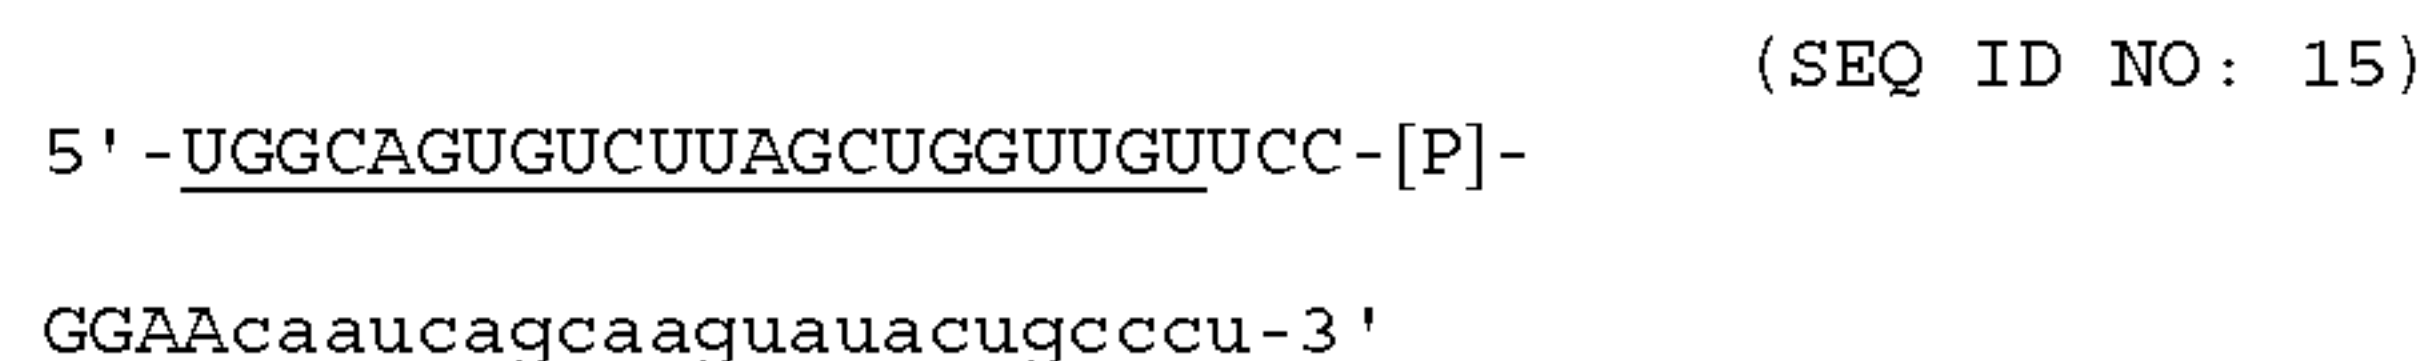 (SEQ ID NO: 15)
5'-UGGCAGUGUCUUAGCUGGUUGUUCC-[P]-
GGAAcaaucagcaaguauacugcccu-3'